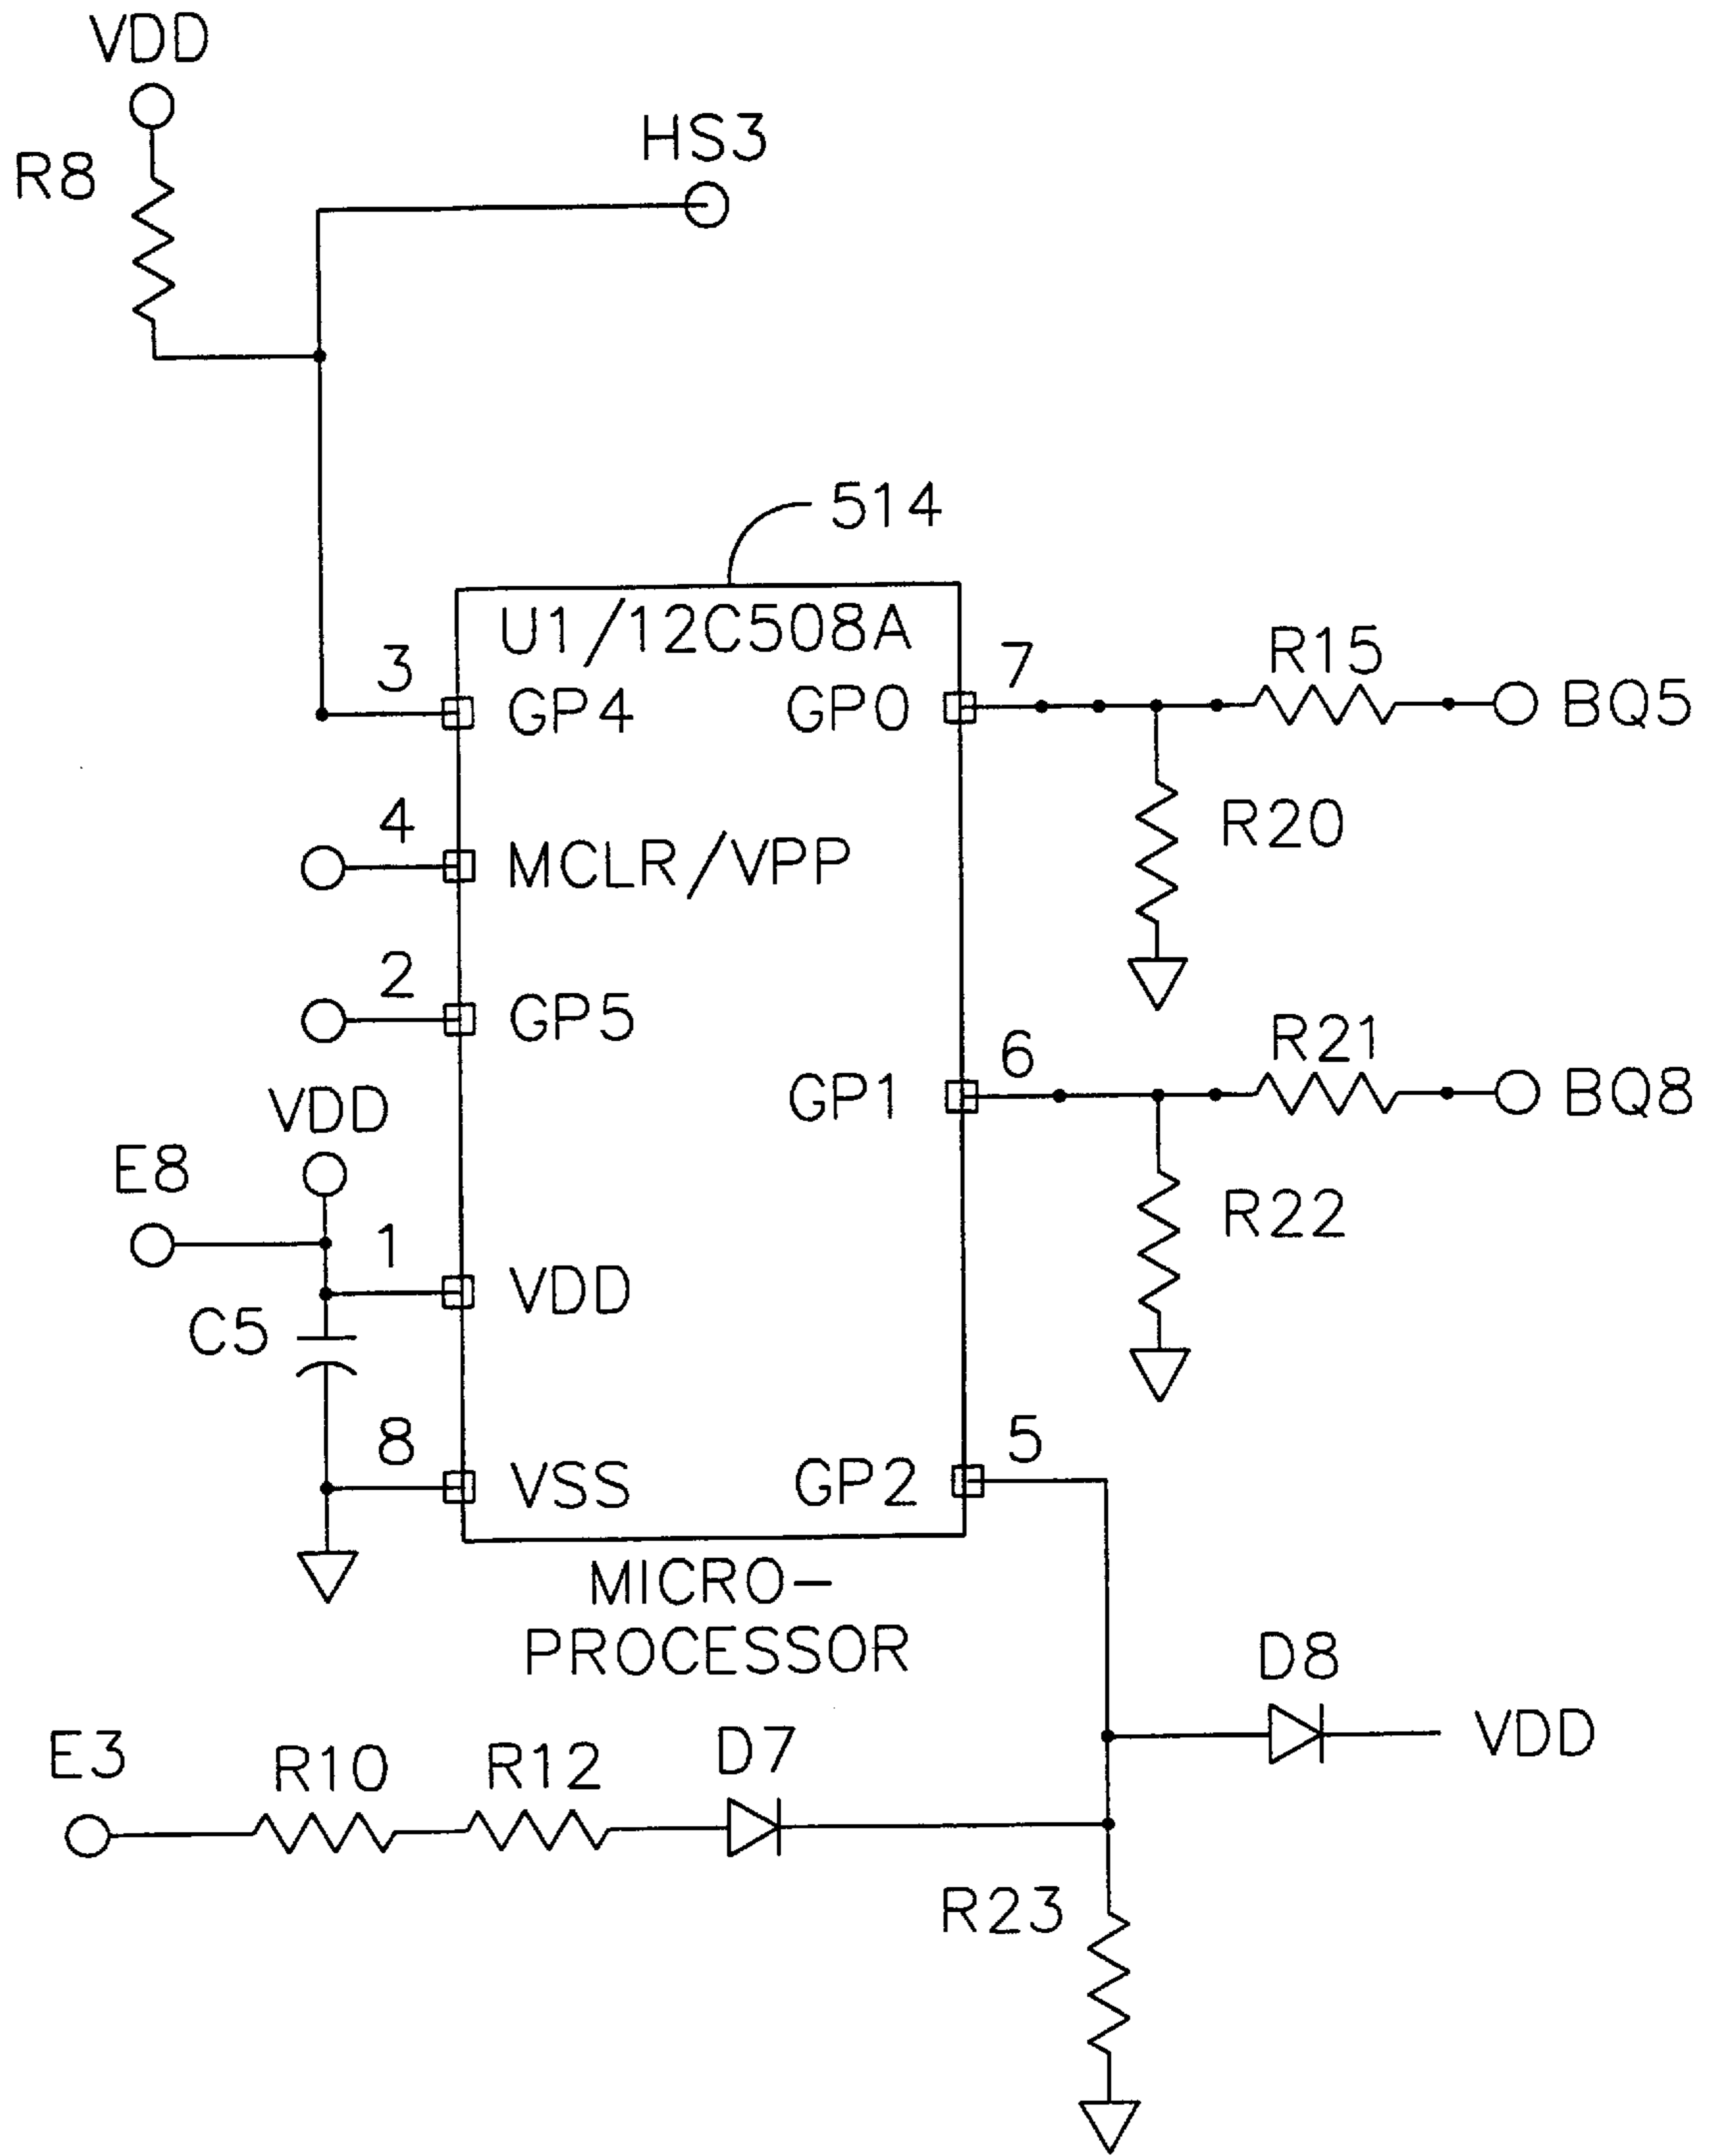 VDD
R8
HS3
514
U1/12C508A
3
GP4
GP0
7
R15
BQ5
4
MCLR/VPP
R20
2
GP5
GP1
6
R21
BQ8
VDD
E8
R22
1
VDD
C5
8
VSS
GP2
5
MICRO-
PROCESSOR
D8
VDD
E3
R10
R12
D7
R23